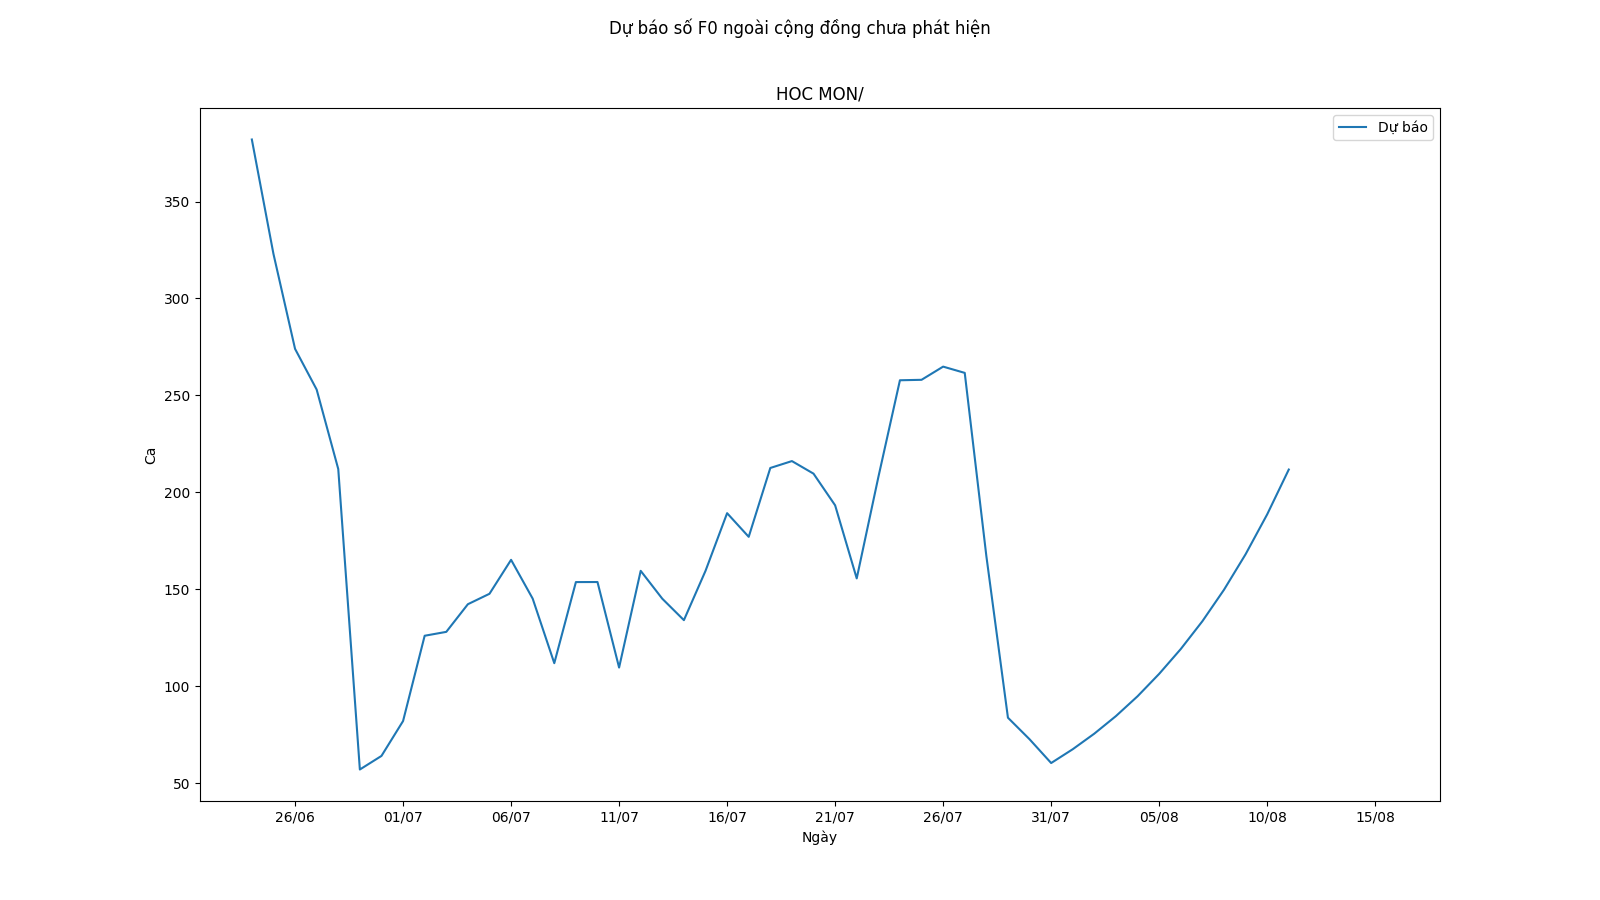 Dự báo số F0 ngoài cộng đồng chưa phát hiện
HOC MON/
Dự báo
350
300
250
200
150
100
50
Ca
26/06 01/07 06/07 11/07 16/07 21/07 26/07 31/07 05/08 10/08 15/08
Ngày